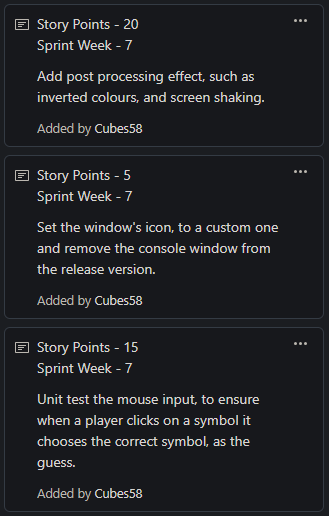 Story Points - 20
Sprint Week - 7
Add post processing effect, such as
inverted colours, and screen shaking.
Added by Cubes58
Story Points - 5
Sprint Week - 7
Set the window's icon, to a custom one
and remove the console window from
the release version.
Added by Cubes58
Story Points - 15
Sprint Week - 7
Unit test the mouse input, to ensure
when a player clicks on a symbol it
chooses the correct symbol, as the
guess.
Added by Cubes58